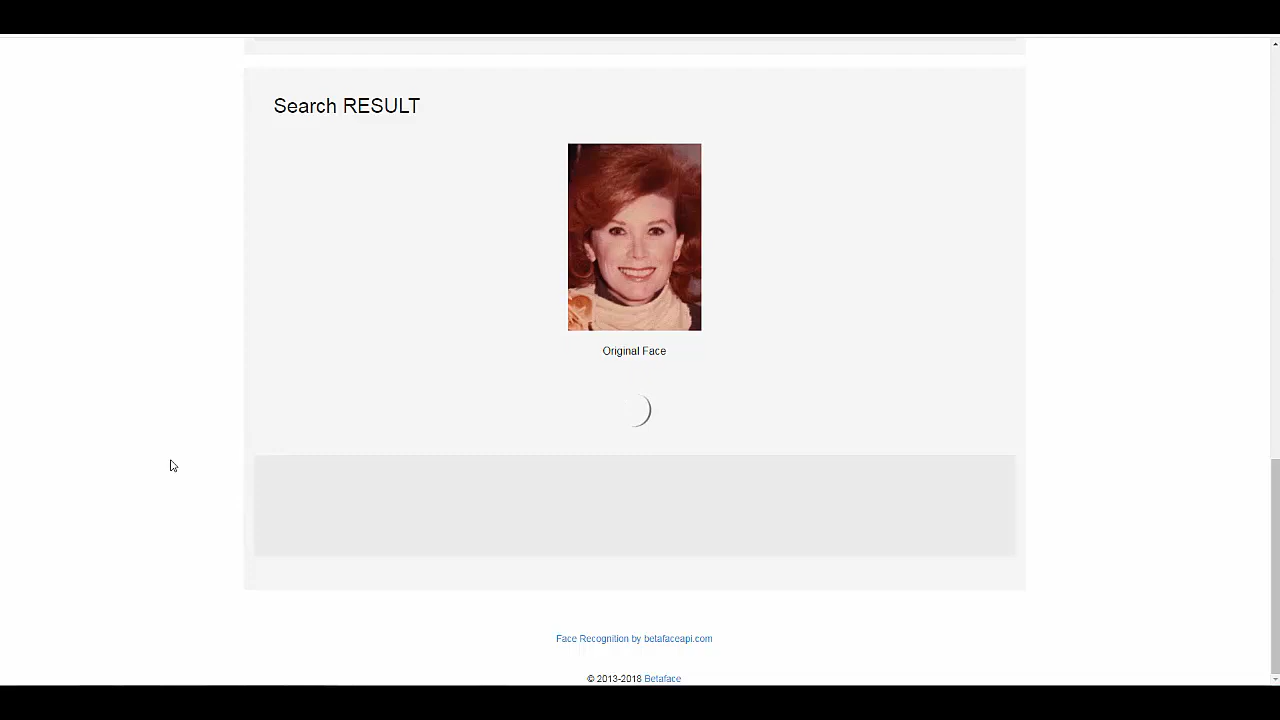 Search RESULT
Original Face
Face Recognition by betafaceapi.com
© 2013-2018 Betaface